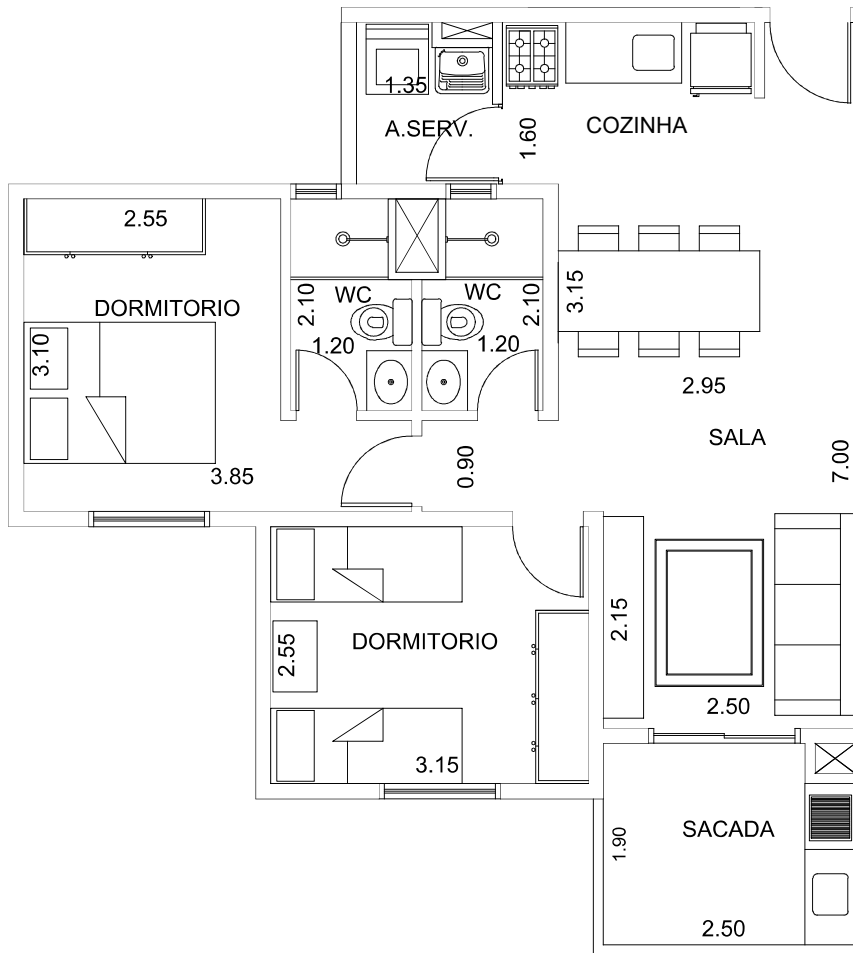 1.35
A.SERV.
1.60
COZINHA
2.55
DORMITORIO
3.10
3.85
WC
2.10
1.20
WC
2.10
1.20
3.15
2.95
SALA
7.00
0.90
DORMITORIO
2.55
3.15
2.15
2.50
SACADA
1.90
2.50